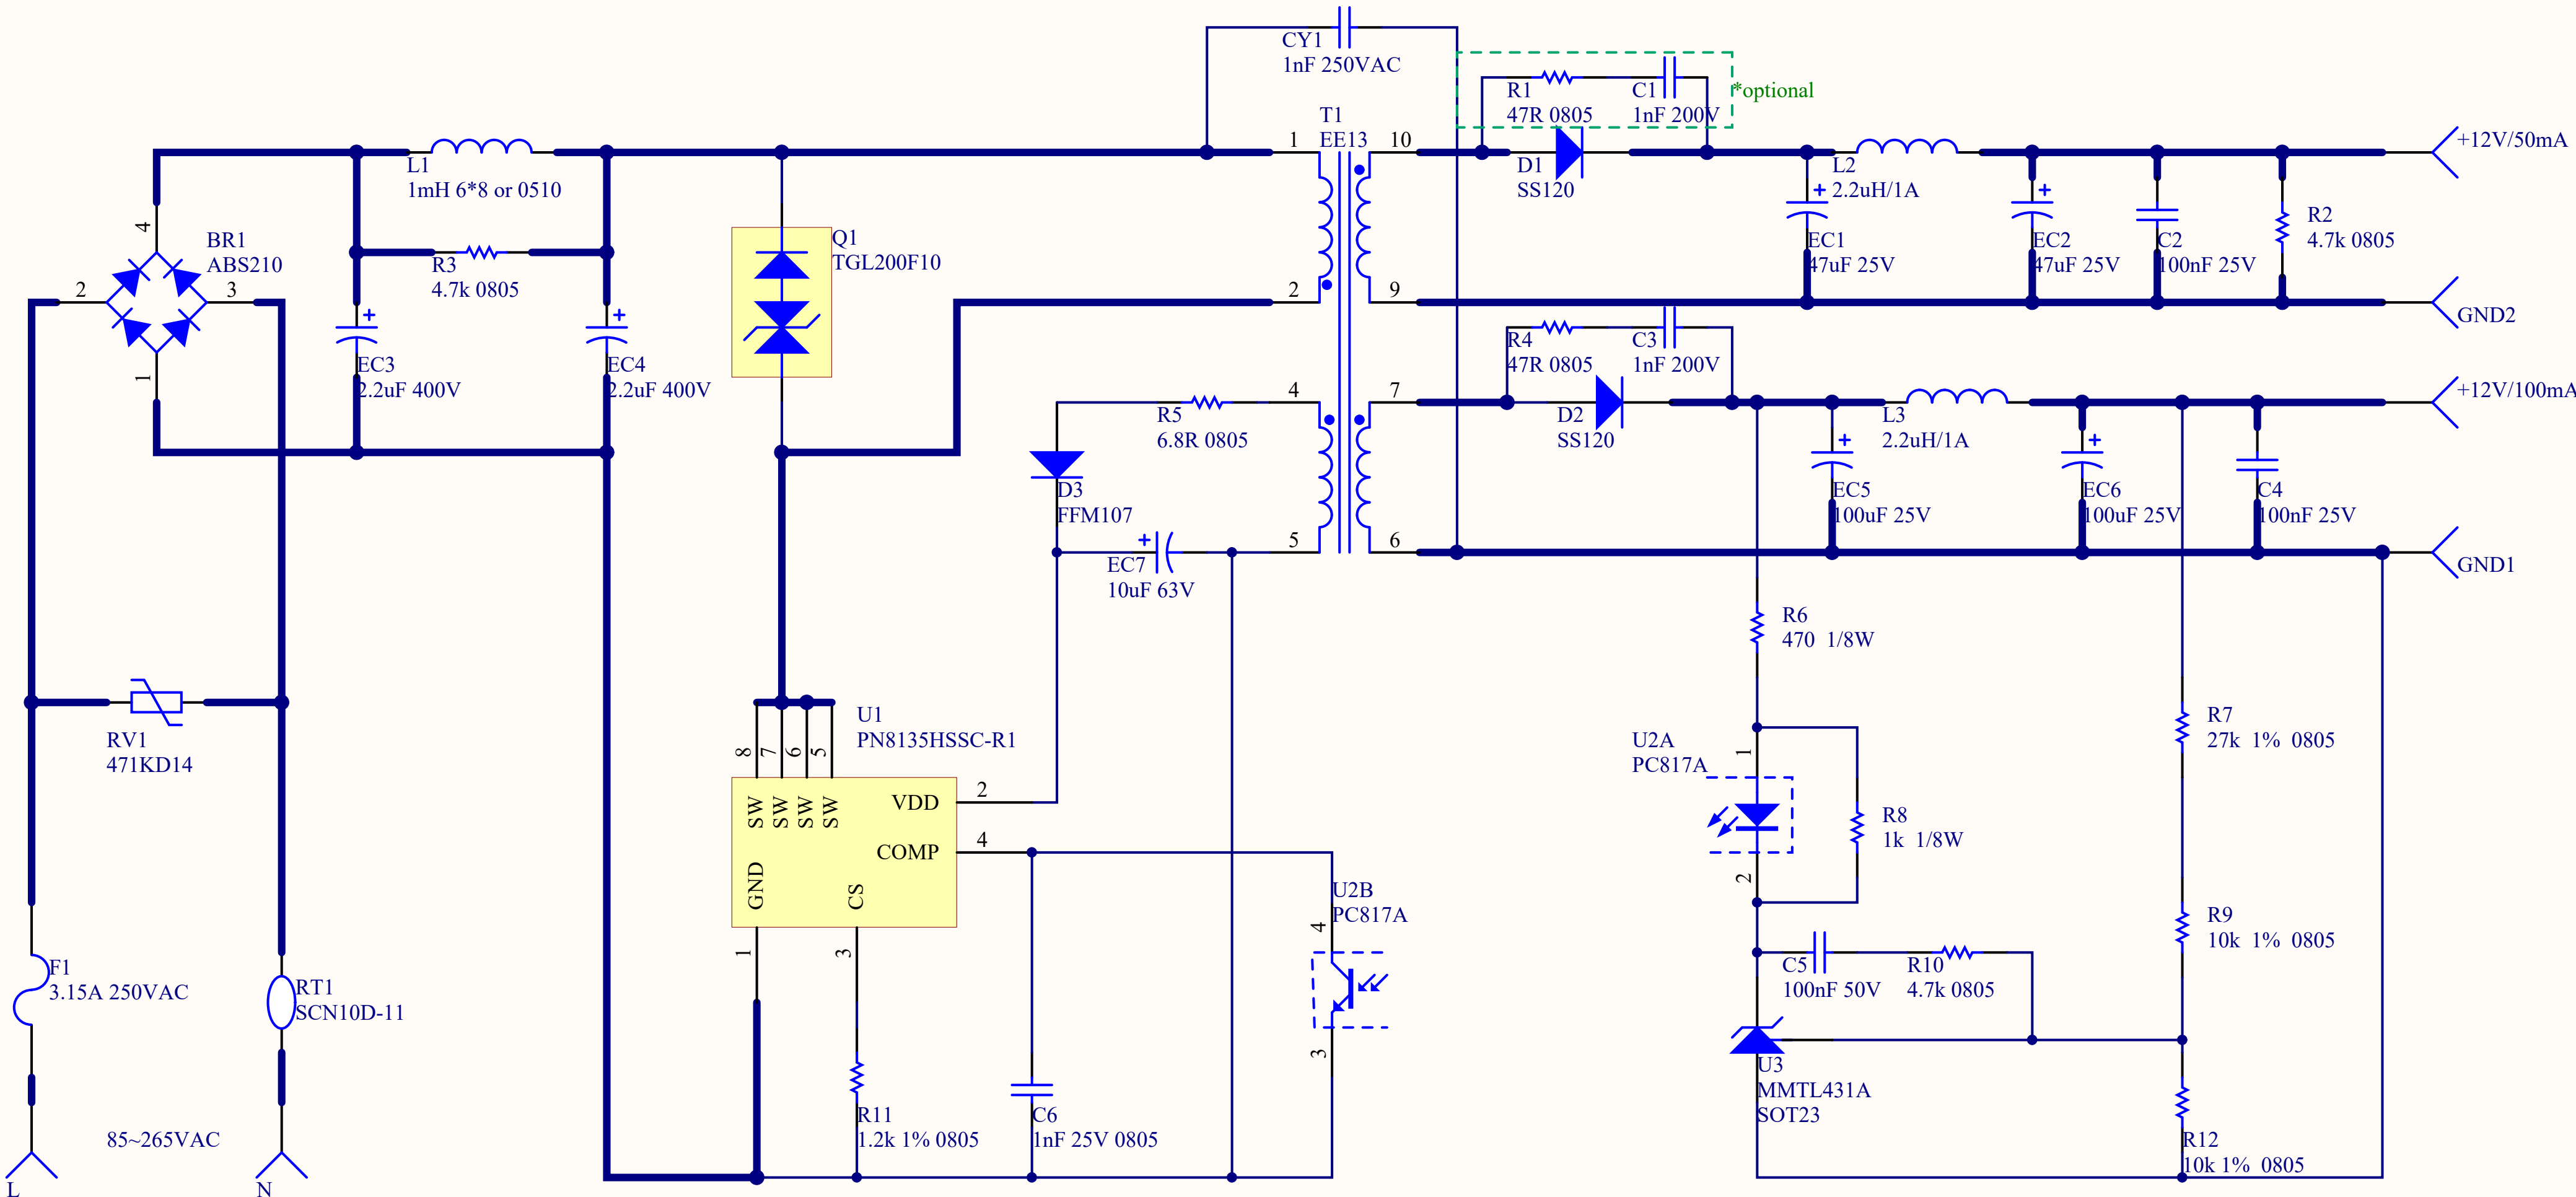 CY1
1nF 250VAC
R1
47R 0805
C1
1nF 200V
*optional
T1
EE13
1
10
L1
1mH 6*8 or 0510
D1
SS120
L2
2.2uH/1A
+12V/50mA
4
BR1
ABS210
2
3
1
R3
4.7k 0805
Q1
TGL200F10
EC1
47uF 25V
EC2
47uF 25V
C2
100nF 25V
R2
4.7k 0805
2
9
GND2
EC3
2.2uF 400V
EC4
2.2uF 400V
R4
47R 0805
C3
1nF 200V
R5
6.8R 0805
4
7
D2
SS120
L3
2.2uH/1A
+12V/100mA
D3
FFM107
EC5
100uF 25V
EC6
100uF 25V
C4
100nF 25V
EC7
10uF 63V
5
6
GND1
R6
470 1/8W
RV1
471KD14
U1
PN8135HSSC-R1
8
7
6
5
SW
SW
SW
SW
VDD
2
COMP
4
GND
CS
1
3
U2A
PC817A
1
2
R7
27k 1% 0805
R8
1k 1/8W
U2B
PC817A
4
3
R9
10k 1% 0805
F1
3.15A 250VAC
RT1
SCN10D-11
C5
100nF 50V
R10
4.7k 0805
U3
MMTL431A
SOT23
R11
1.2k 1% 0805
C6
1nF 25V 0805
R12
10k 1% 0805
85~265VAC
L
N